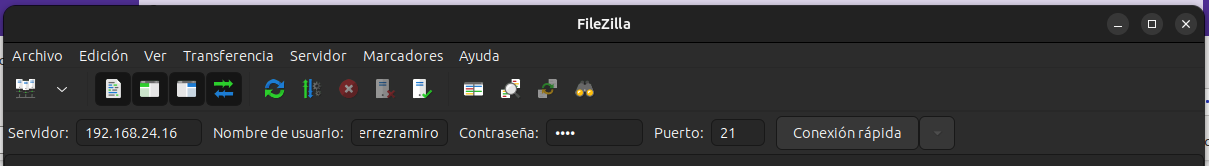 FileZilla
Archivo Edición Ver Transferencia Servidor Marcadores Ayuda
Servidor: 192.168.24.16 Nombre de usuario: errezramiro Contraseña: •••• Puerto: 21 Conexión rápida